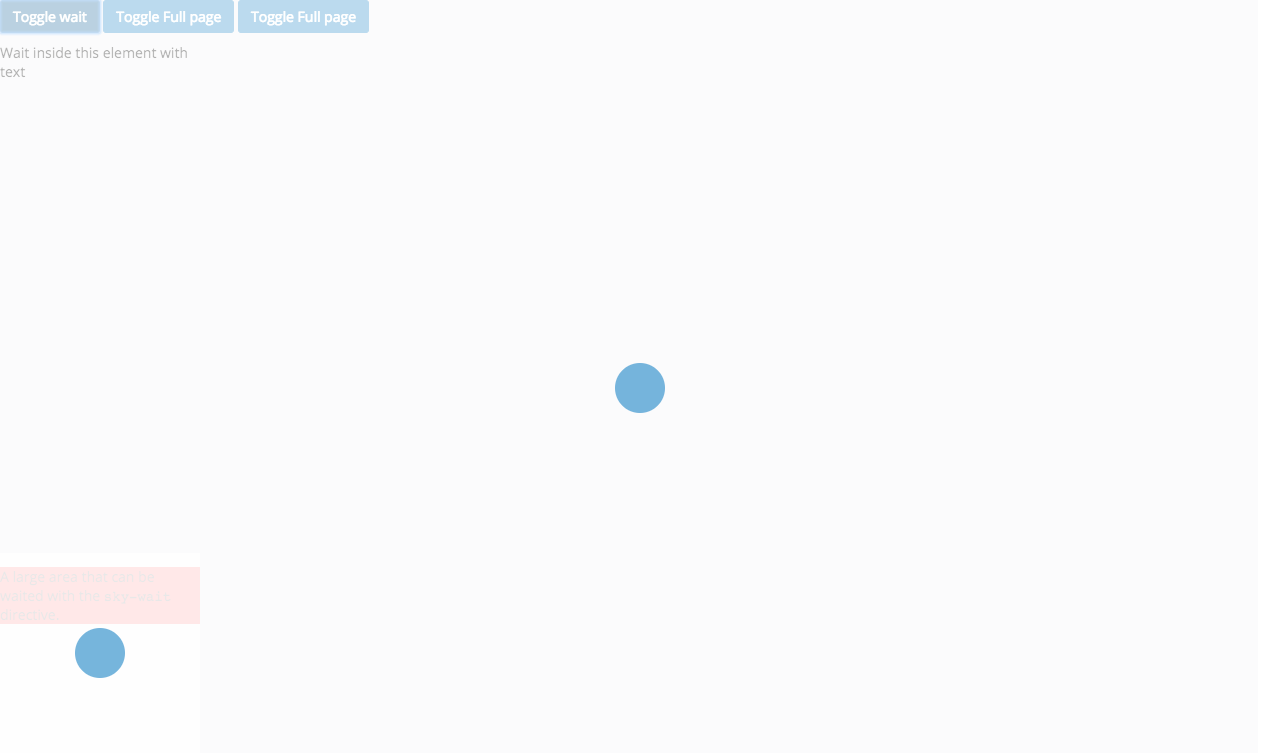 Toggle wait Toggle Full page Toggle Full page
Wait inside this element with
text
A large area that can be
waited with the sky-wait
directive.